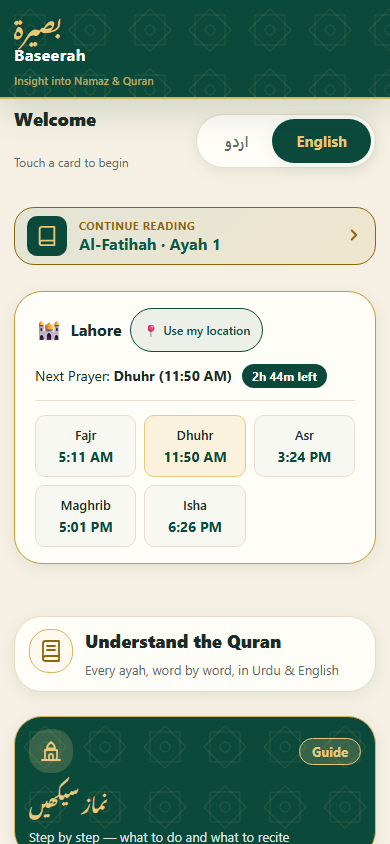 بصیرۃ
Baseerah
Insight into Namaz & Quran
Welcome
Touch a card to begin
اردو
English
CONTINUE READING
Al-Fatihah · Ayah 1
Lahore
Use my location
Next Prayer: Dhuhr (11:50 AM)
2h 44m left
Fajr
5:11 AM
Dhuhr
11:50 AM
Asr
3:24 PM
Maghrib
5:01 PM
Isha
6:26 PM
Understand the Quran
Every ayah, word by word, in Urdu & English
Guide
نماز سیکھیں
Step by step — what to do and what to recite